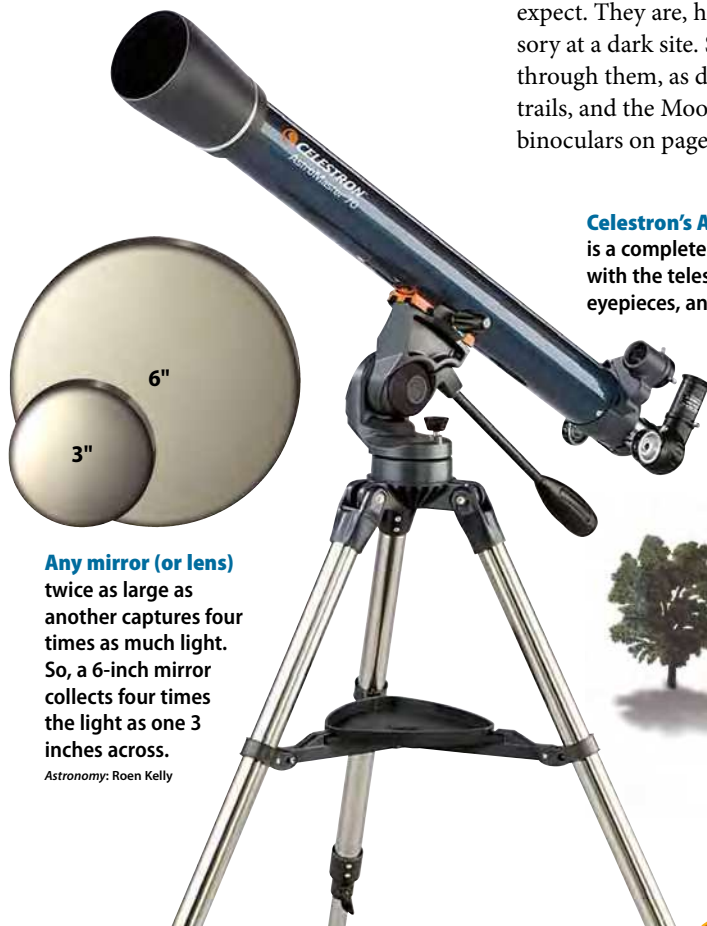 expect. They are, h
sory at a dark site. S
through them, as d
trails, and the Moo
binoculars on page
CELESTRON
AstroMaster 70
Celestron's A
is a complete
with the teles
eyepieces, an
6"
3"
Any mirror (or lens)
twice as large as
another captures four
times as much light.
So, a 6-inch mirror
collects four times
the light as one 3
inches across.
Astronomy: Roen Kelly